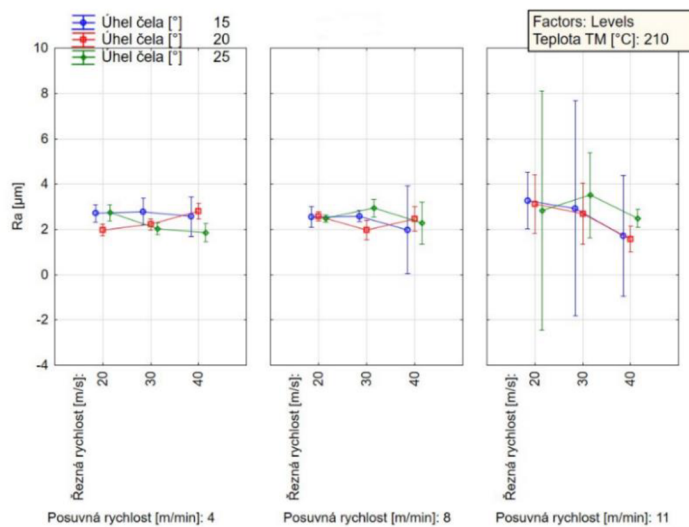 Úhel čela [°] 15
Úhel čela [°] 20
Úhel čela [°] 25
Factors: Levels
Teplota TM [°C]: 210
Ra [µm]
10
8
6
4
2
0
-2
-4
Řezná rychlost [m/s]:
20
30
40
Řezná rychlost [m/s]:
20
30
40
Řezná rychlost [m/s]:
20
30
40
Posuvná rychlost [m/min]: 4
Posuvná rychlost [m/min]: 8
Posuvná rychlost [m/min]: 11